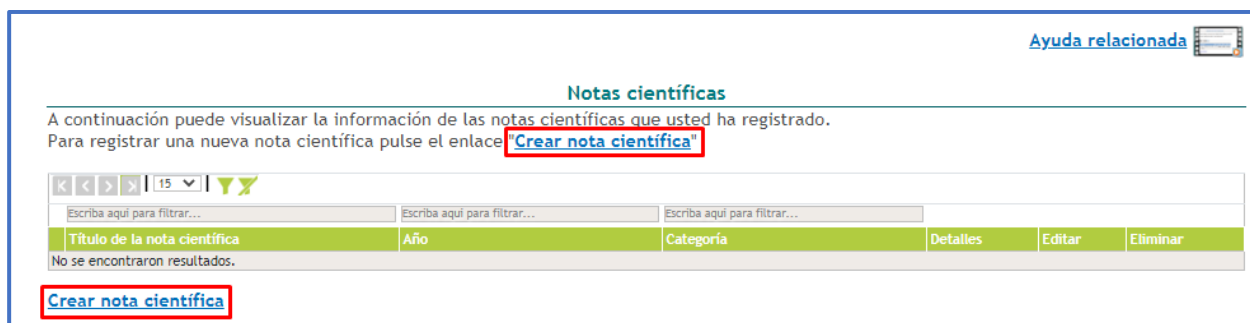 Ayuda relacionada
Notas científicas
A continuación puede visualizar la información de las notas científicas que usted ha registrado.
Para registrar una nueva nota científica pulse el enlace "Crear nota científica"
15
Escriba aquí para filtrar... Escriba aquí para filtrar... Escriba aquí para filtrar...
Título de la nota científica Año Categoría Detalles Editar Eliminar
No se encontraron resultados.
Crear nota científica